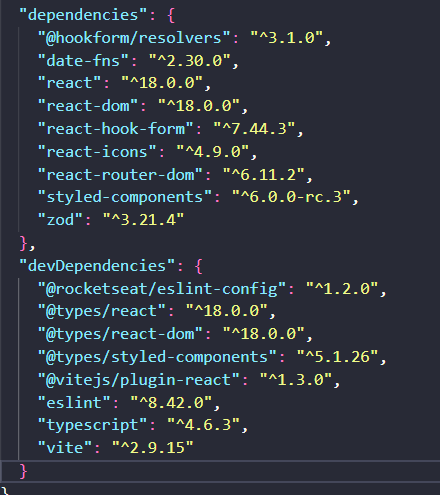 "dependencies": {
"@hookform/resolvers": "^3.1.0",
"date-fns": "^2.30.0",
"react": "^18.0.0",
"react-dom": "^18.0.0",
"react-hook-form": "^7.44.3",
"react-icons": "^4.9.0",
"react-router-dom": "^6.11.2",
"styled-components": "^6.0.0-rc.3",
"zod": "^3.21.4"
},
"devDependencies": {
"@rocketseat/eslint-config": "^1.2.0",
"@types/react": "^18.0.0",
"@types/react-dom": "^18.0.0",
"@types/styled-components": "^5.1.26",
"@vitejs/plugin-react": "^1.3.0",
"eslint": "^8.42.0",
"typescript": "^4.6.3",
"vite": "^2.9.15"
}
}